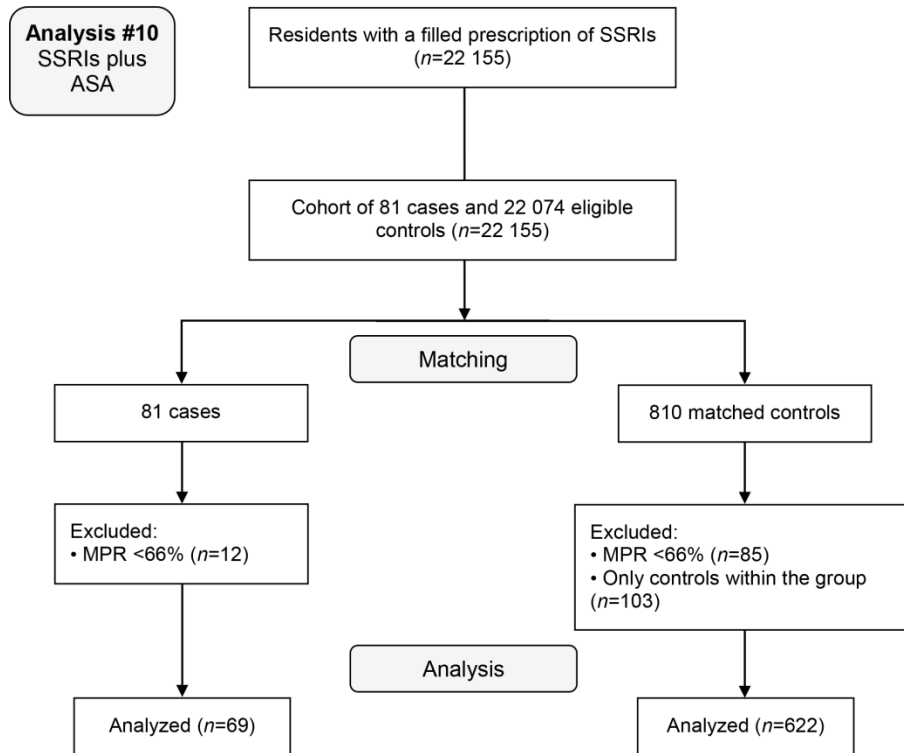 Analysis #10
SSRIs plus
ASA
Residents with a filled prescription of SSRIs
(n=22 155)
Cohort of 81 cases and 22 074 eligible
controls (n=22 155)
Matching
81 cases
810 matched controls
Excluded:
• MPR <66% (n=12)
Excluded:
• MPR <66% (n=85)
• Only controls within the group
(n=103)
Analysis
Analyzed (n=69)
Analyzed (n=622)